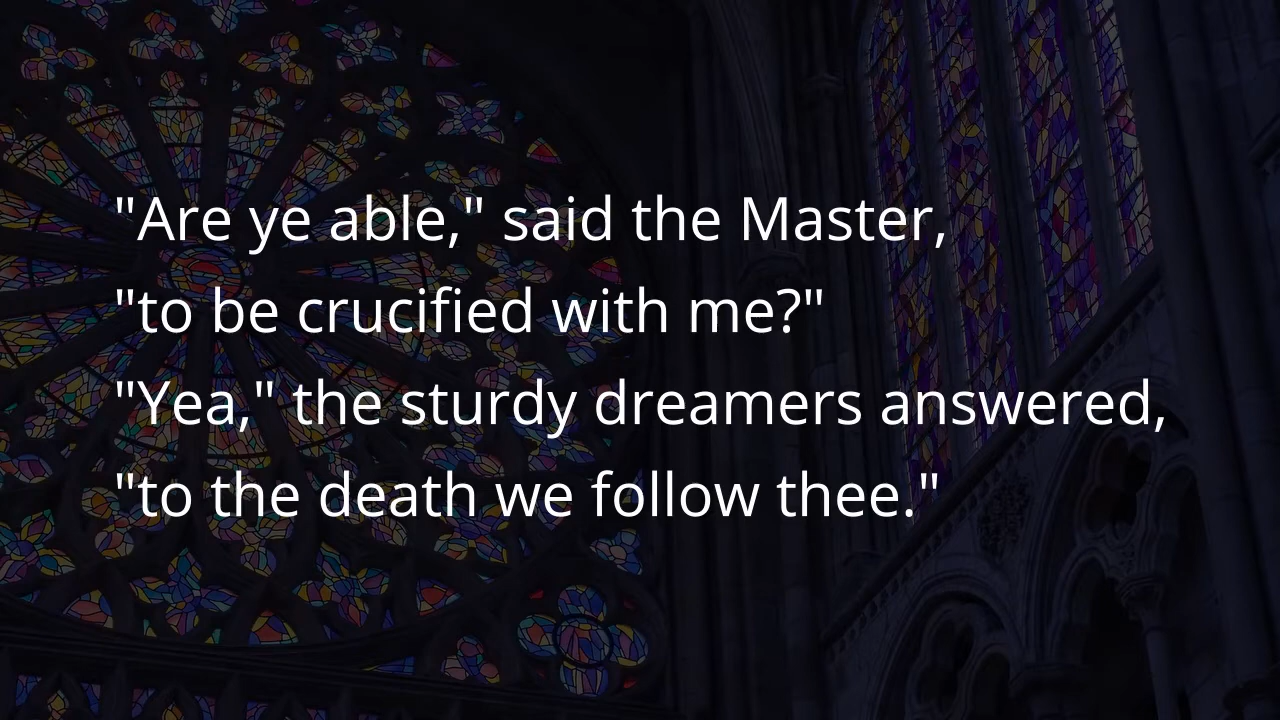 "Are ye able," said the Master,
"to be crucified with me?"
"Yea," the sturdy dreamers answered,
"to the death we follow thee."